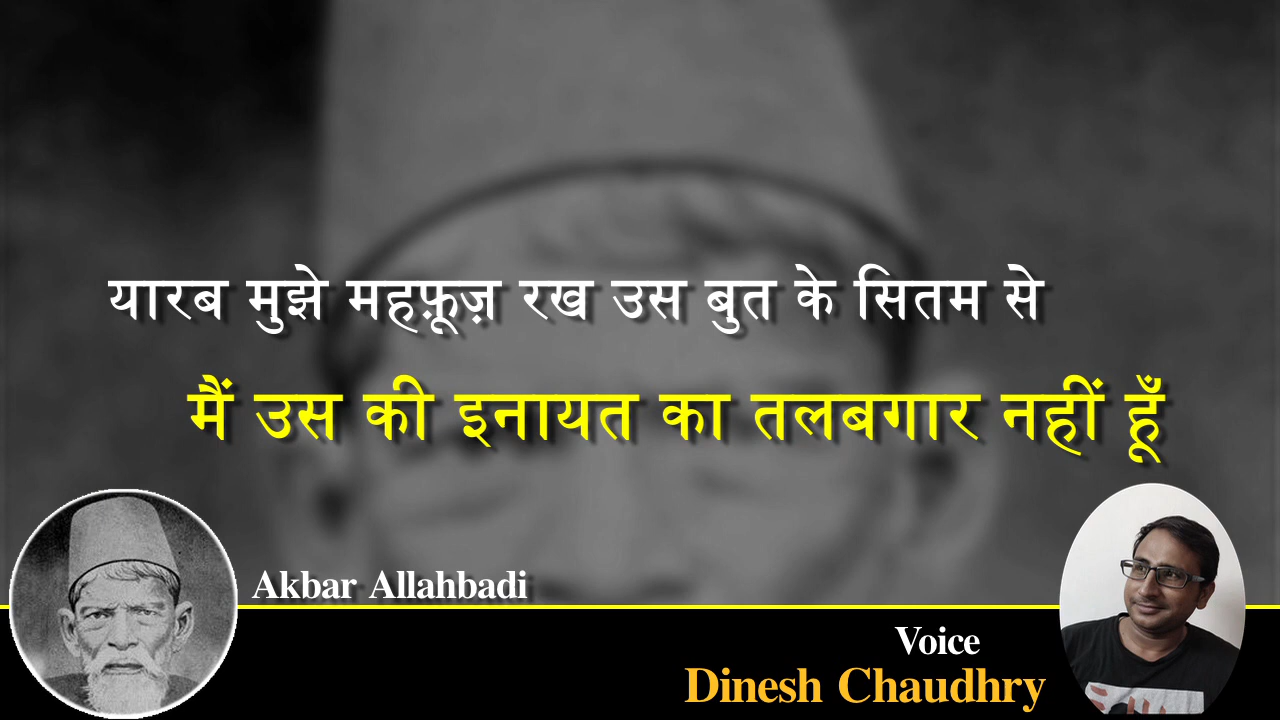 यारब मुझे महफ़ूज़ रख उस बुत के सितम से
मैं उस की इनायत का तलबगार नहीं हूँ
Akbar Allahbadi
Voice
Dinesh Chaudhry